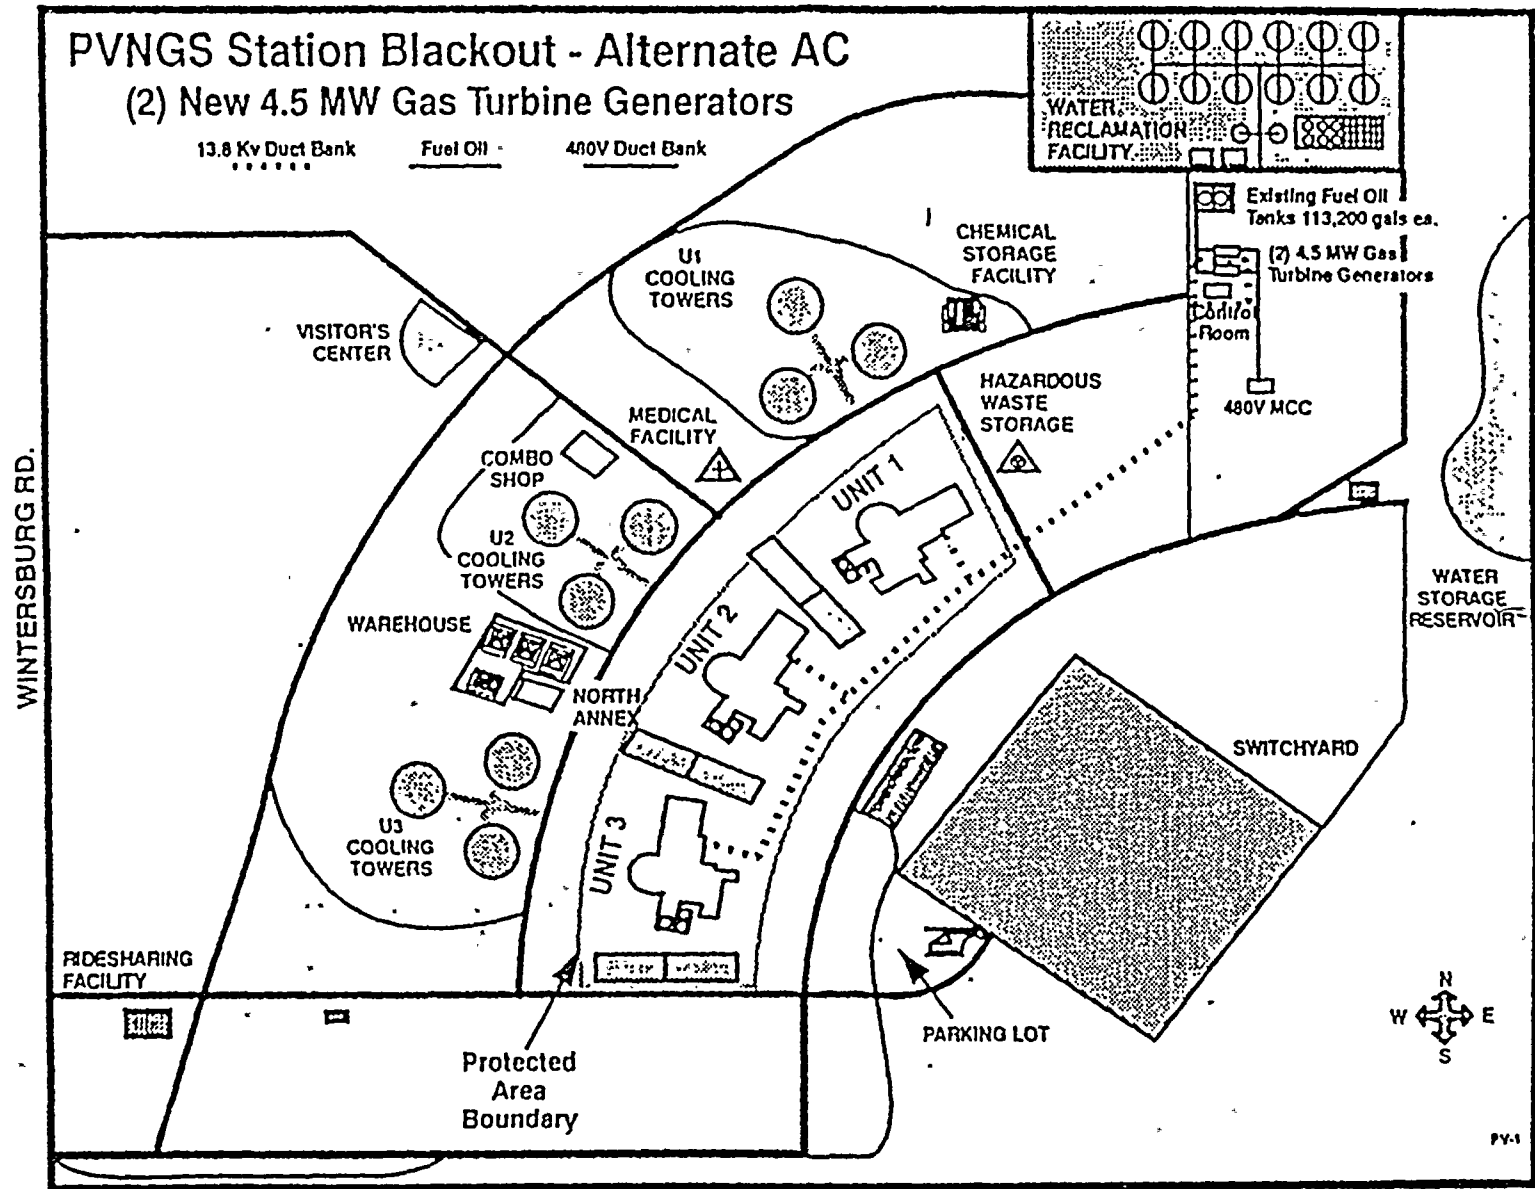 PVNGS Station Blackout - Alternate AC
(2) New 4.5 MW Gas Turbine Generators
13.8 Kv Duct Bank
Fuel Oil
480V Duct Bank
WATER
RECLAMATION
FACILITY
Existing Fuel Oil
Tanks 113,200 gals ea.
(2) 4.5 MW Gas
Turbine Generators
Control
Room
480V MCC
CHEMICAL
STORAGE
FACILITY
U1
COOLING
TOWERS
VISITOR'S
CENTER
HAZARDOUS
WASTE
STORAGE
MEDICAL
FACILITY
COMBO
SHOP
UNIT 1
U2
COOLING
TOWERS
WINTERSBURG RD.
WATER
STORAGE
RESERVOIR
WAREHOUSE
UNIT 2
NORTH
ANNEX
SWITCHYARD
U3
COOLING
TOWERS
UNIT 3
RIDESHARING
FACILITY
PARKING LOT
N
W
E
S
Protected
Area
Boundary
PV-1